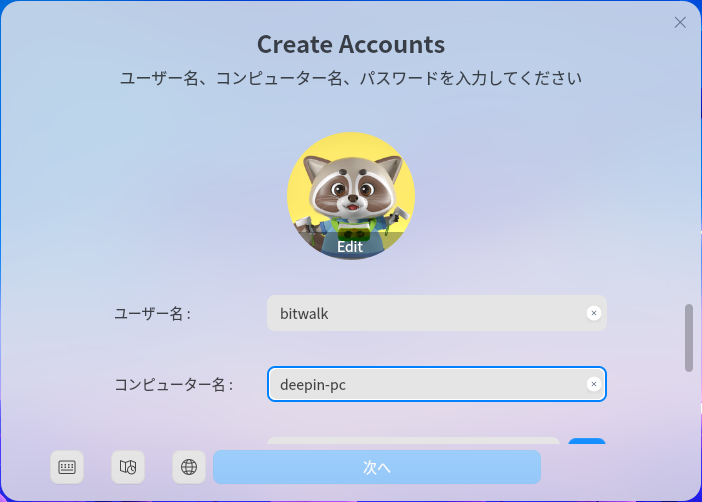 Create Accounts
ユーザー名、コンピューター名、パスワードを入力してください
Edit
ユーザー名 :
bitwalk
コンピューター名 :
deepin-pc
次へ